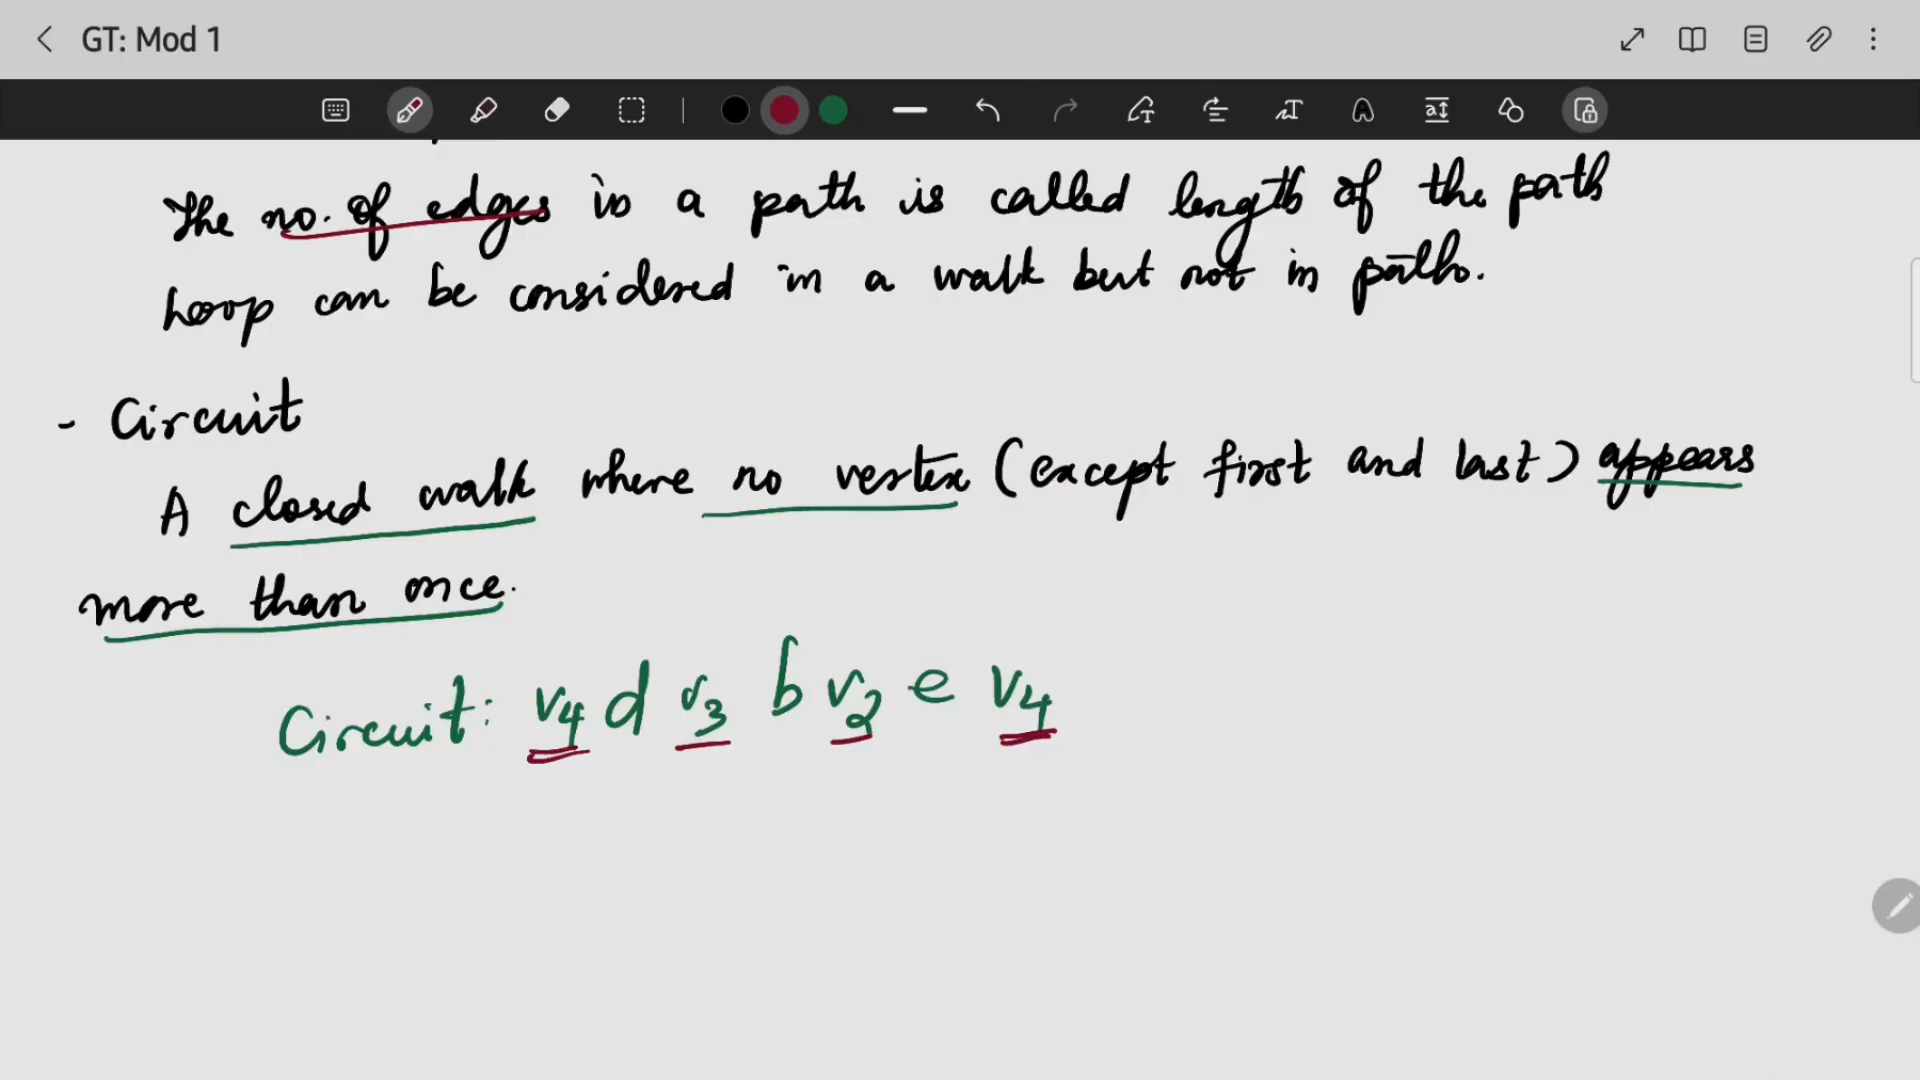 GT: Mod 1
The no. of edges in a path is called length of the path
Loop can be considered in a walk but not in path.
- Circuit
A closed walk where no vertex (except first and last) appears
more than once.
Circuit: v4 d v3 b v2 e v4